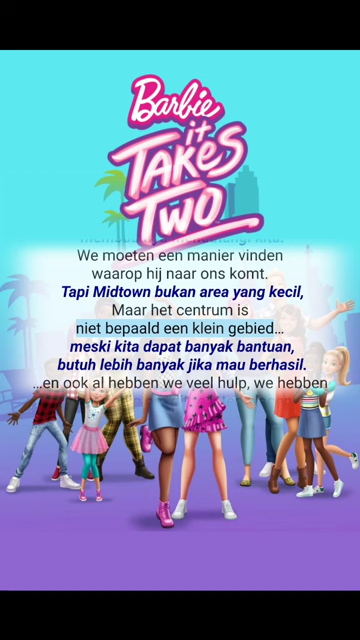 Barbie
it
TAKES
TWO
We moeten een manier vinden
waarop hij naar ons komt.
Tapi Midtown bukan area yang kecil,
Maar het centrum is
niet bepaald een klein gebied…
meski kita dapat banyak bantuan,
butuh lebih banyak jika mau berhasil.
…en ook al hebben we veel hulp, we hebben